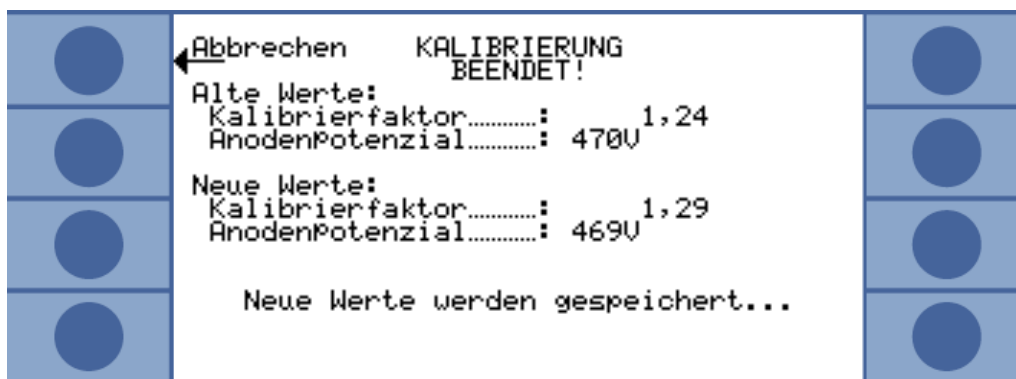 Abbrechen KALIBRIERUNG
BEENDET!
Alte Werte:
Kalibrierfaktor...........: 1,24
AnodenPotenzial...........: 470V
Neue Werte:
Kalibrierfaktor...........: 1,29
AnodenPotenzial...........: 469V
Neue Werte werden gespeichert...